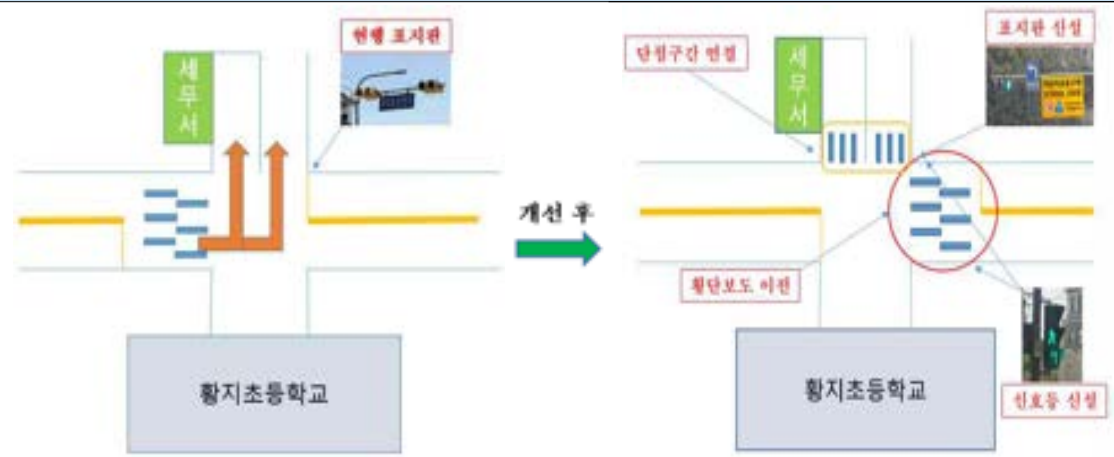 현행 표지판
세무서
황지초등학교
개선 후
단절구간 연결
표지판 신설
세무서
횡단보도 이전
신호등 신설
황지초등학교